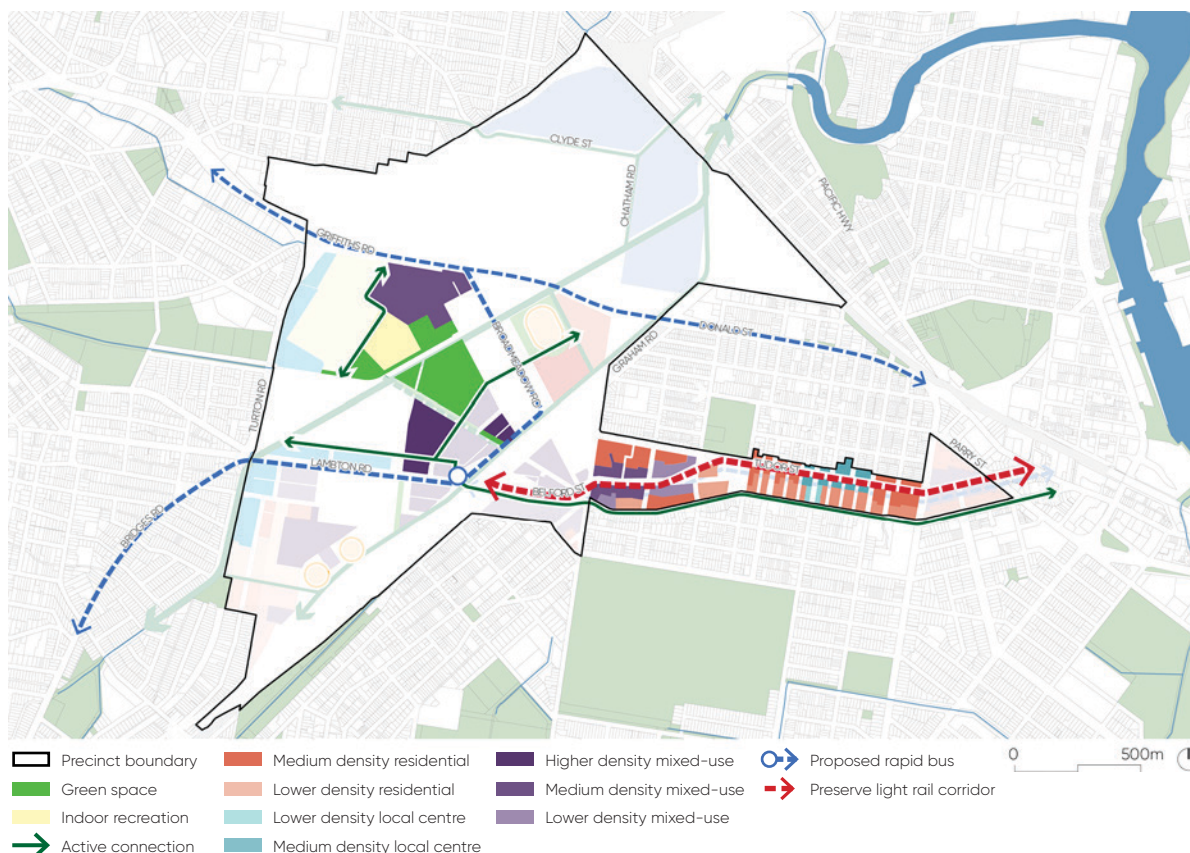 CLYDE ST
CHATHAM RD
PACIFIC HWY
GRIFFITHS RD
BROADMEADOW RD
DONALD ST
GRAHAM RD
TURTON RD
LAMBTON RD
BELFORD ST
TUDOR ST
PARRY ST
BRIDGES RD
Precinct boundary
Green space
Indoor recreation
Active connection
Medium density residential
Lower density residential
Lower density local centre
Medium density local centre
Higher density mixed-use
Medium density mixed-use
Lower density mixed-use
Proposed rapid bus
Preserve light rail corridor
0 500m